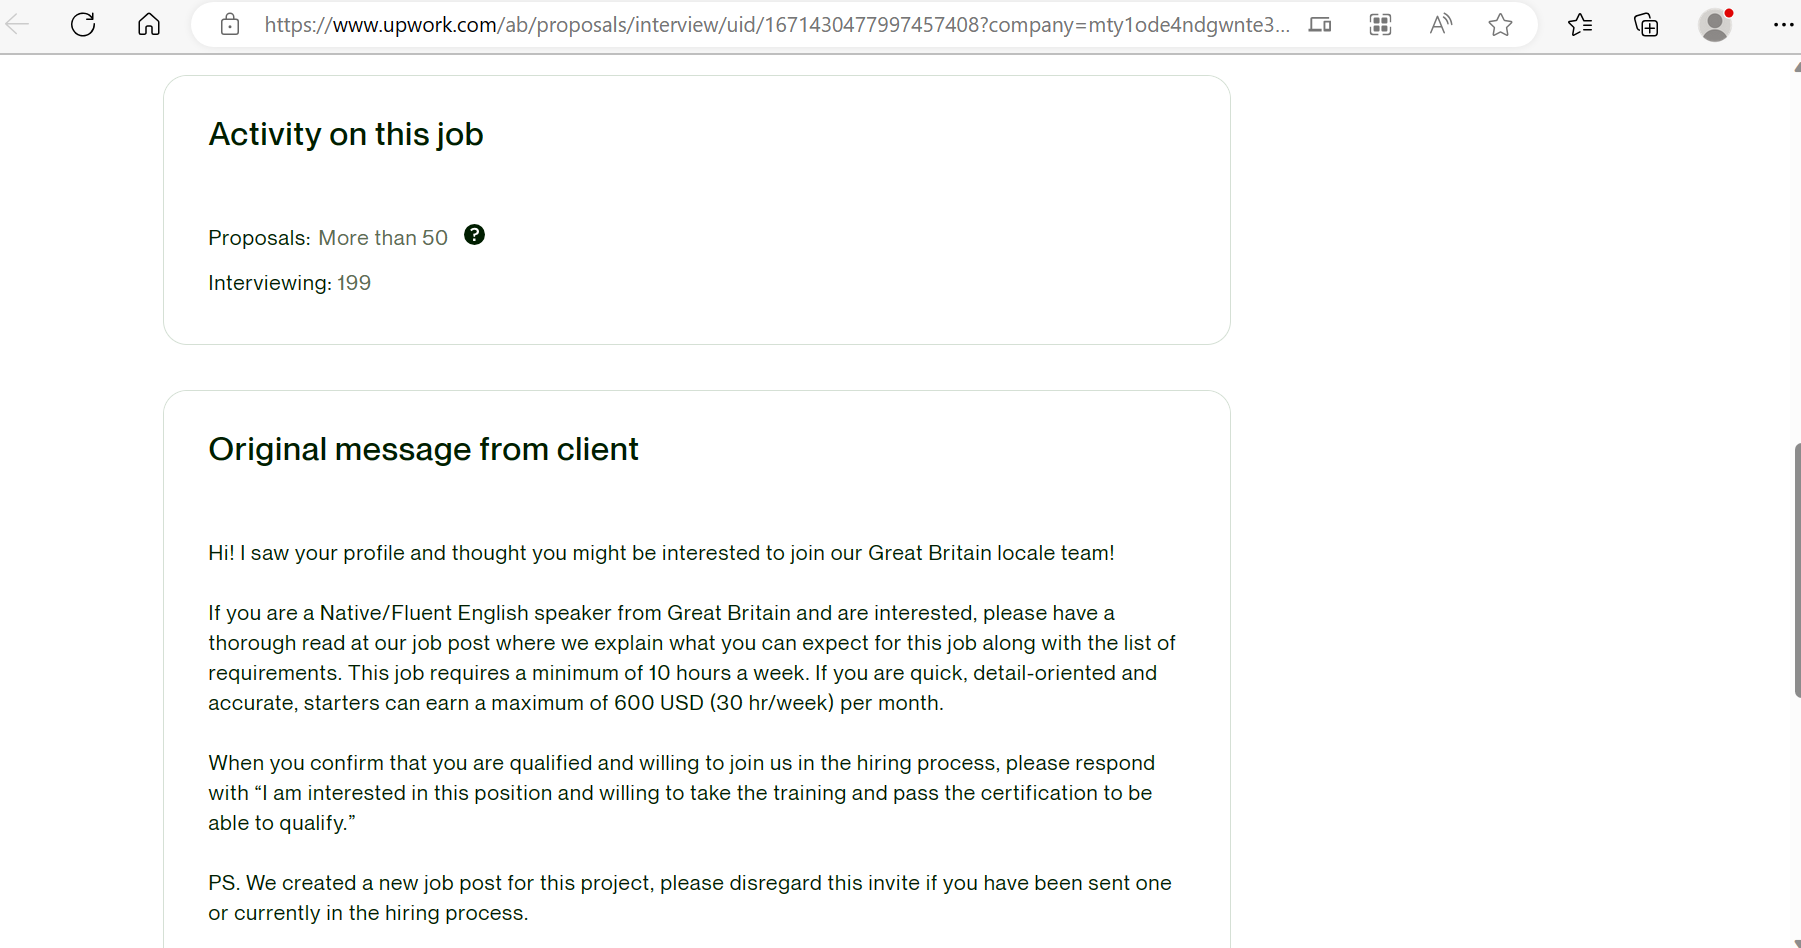 https://www.upwork.com/ab/proposals/interview/uid/1671430477997457408?company=mty1ode4ndgwnte3...
Activity on this job
Proposals: More than 50 ?
Interviewing: 199
Original message from client
Hi! I saw your profile and thought you might be interested to join our Great Britain locale team!
If you are a Native/Fluent English speaker from Great Britain and are interested, please have a
thorough read at our job post where we explain what you can expect for this job along with the list of
requirements. This job requires a minimum of 10 hours a week. If you are quick, detail-oriented and
accurate, starters can earn a maximum of 600 USD (30 hr/week) per month.
When you confirm that you are qualified and willing to join us in the hiring process, please respond
with “I am interested in this position and willing to take the training and pass the certification to be
able to qualify.”
PS. We created a new job post for this project, please disregard this invite if you have been sent one
or currently in the hiring process.